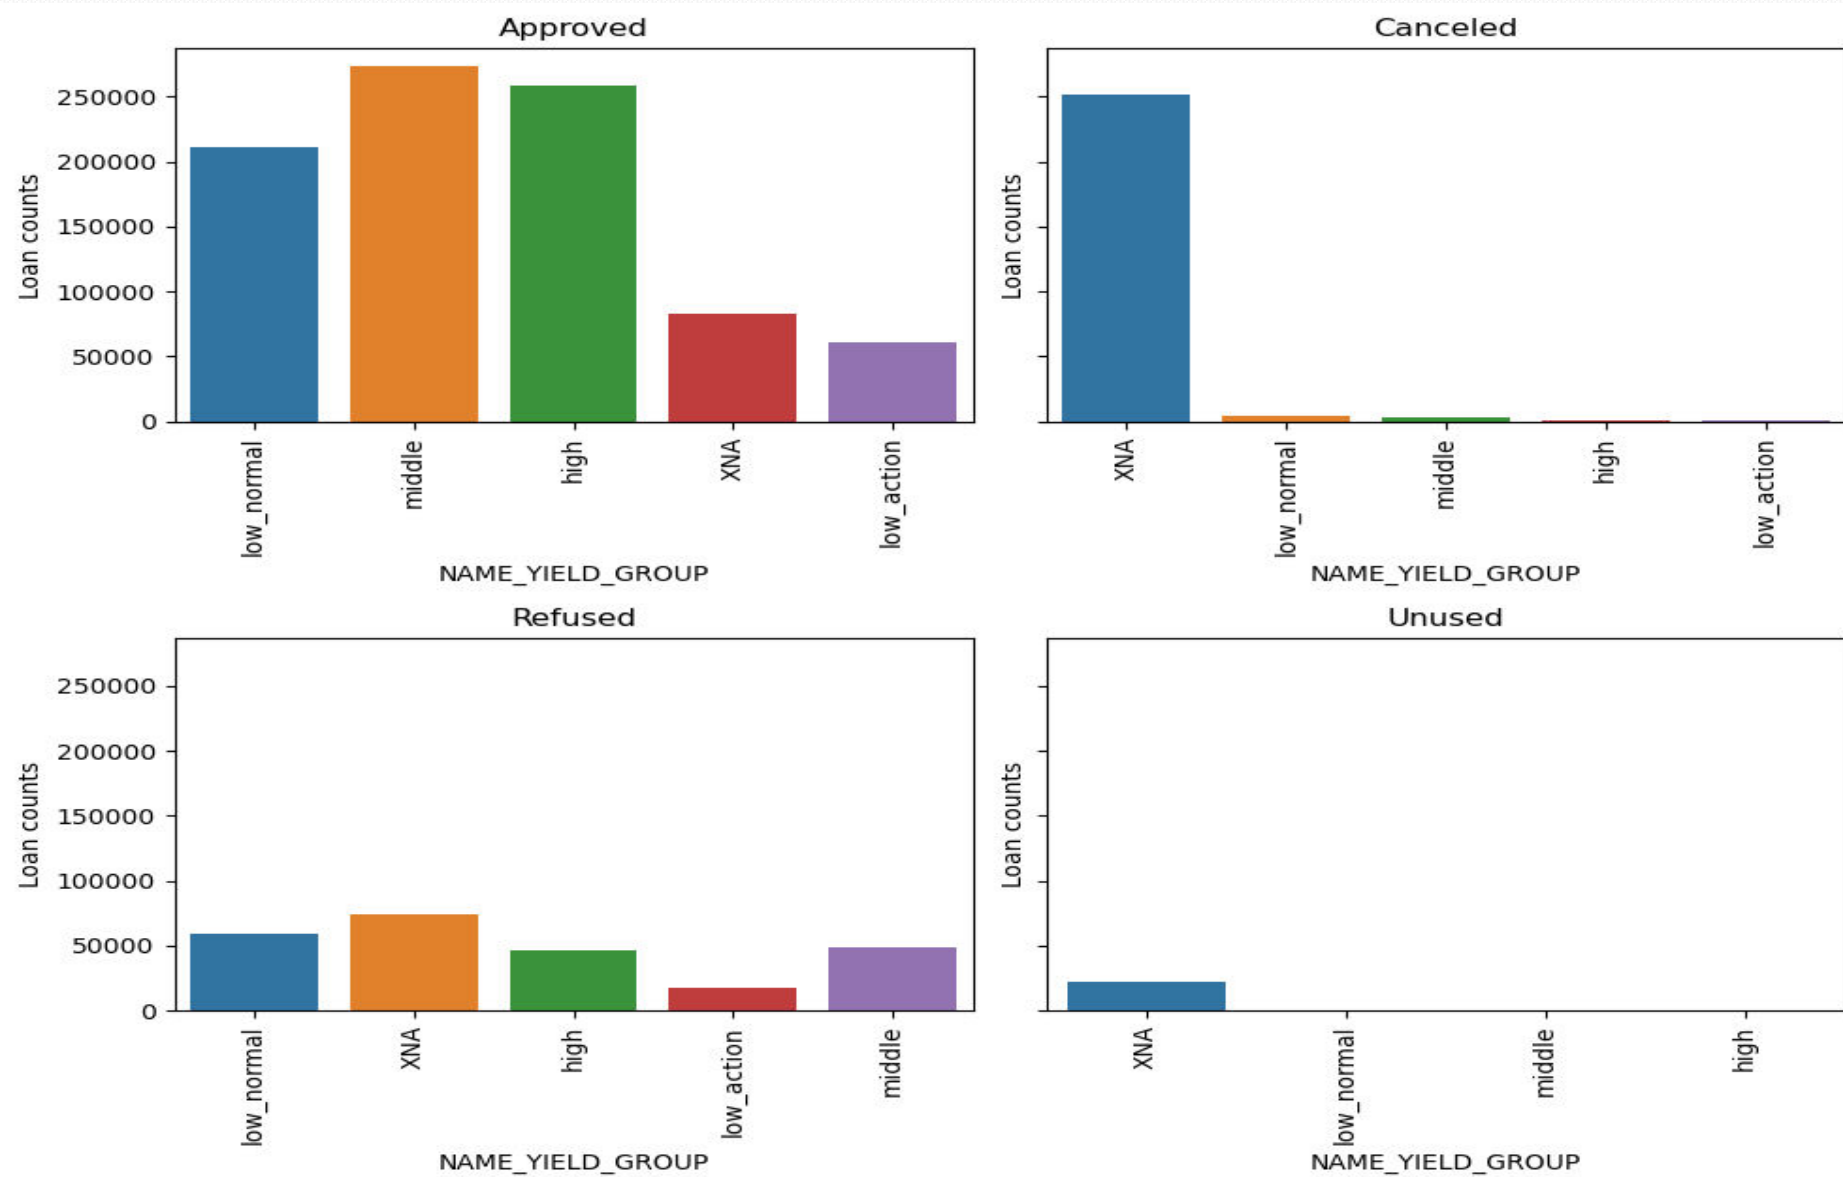 Approved
Loan counts
250000
200000
150000
100000
50000
0
low_normal
middle
high
XNA
low_action
NAME_YIELD_GROUP
Canceled
Loan counts
XNA
low_normal
middle
high
low_action
NAME_YIELD_GROUP
Refused
Loan counts
250000
200000
150000
100000
50000
0
low_normal
XNA
high
low_action
middle
NAME_YIELD_GROUP
Unused
Loan counts
XNA
low_normal
middle
high
NAME_YIELD_GROUP